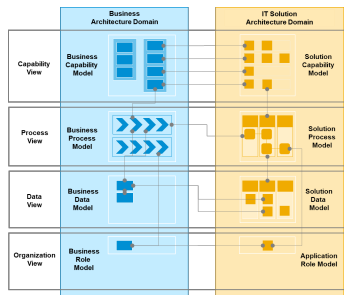 Business
Architecture Domain
IT Solution
Architecture Domain
Capability
View
Business
Capability
Model
Solution
Capability
Model
Process
View
Business
Process
Model
Solution
Process
Model
Data
View
Business
Data
Model
Solution
Data
Model
Organization
View
Business
Role
Model
Application
Role Model